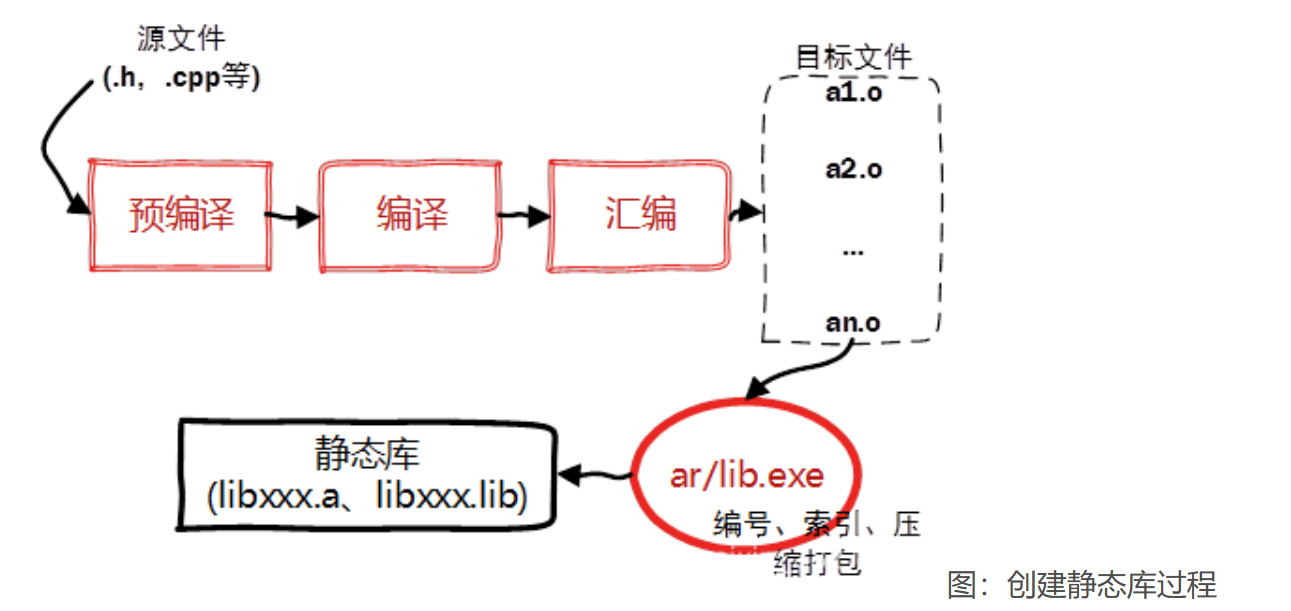 源文件
(.h，.cpp等)
目标文件
a1.o
a2.o
...
an.o
预编译
编译
汇编
ar/lib.exe
编号、索引、压
缩打包
静态库
(libxxx.a、libxxx.lib)
图：创建静态库过程